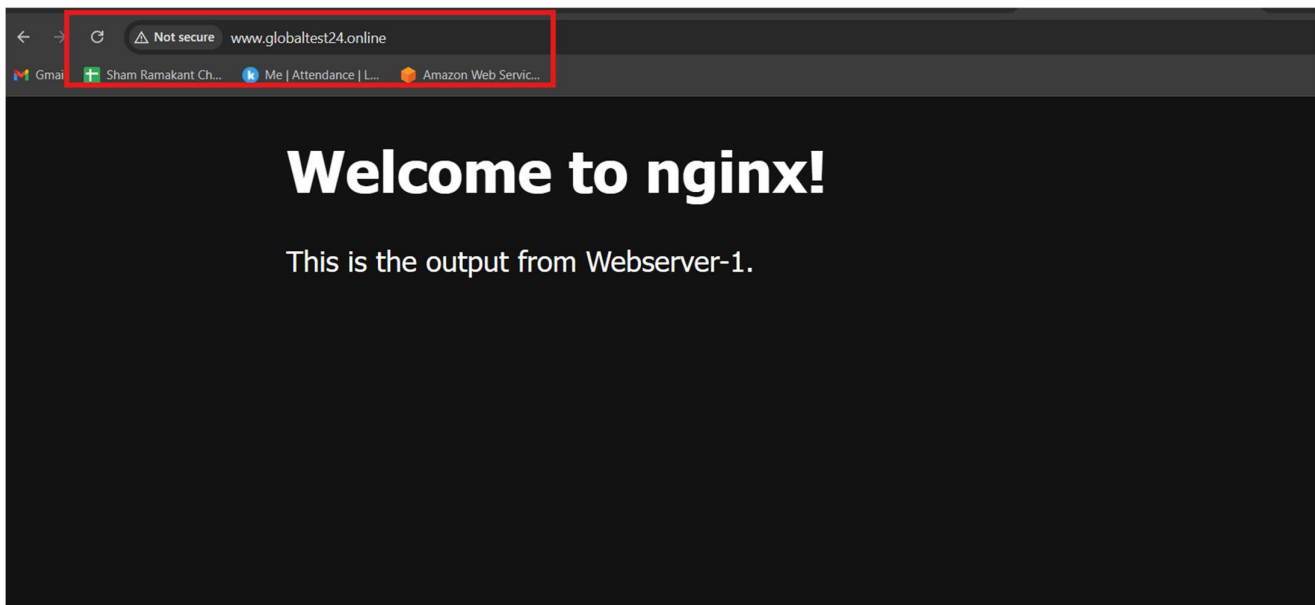 Not secure www.globaltest24.online
Gmai Sham Ramakant Ch... Me | Attendance | L... Amazon Web Servic...
Welcome to nginx!
This is the output from Webserver-1.